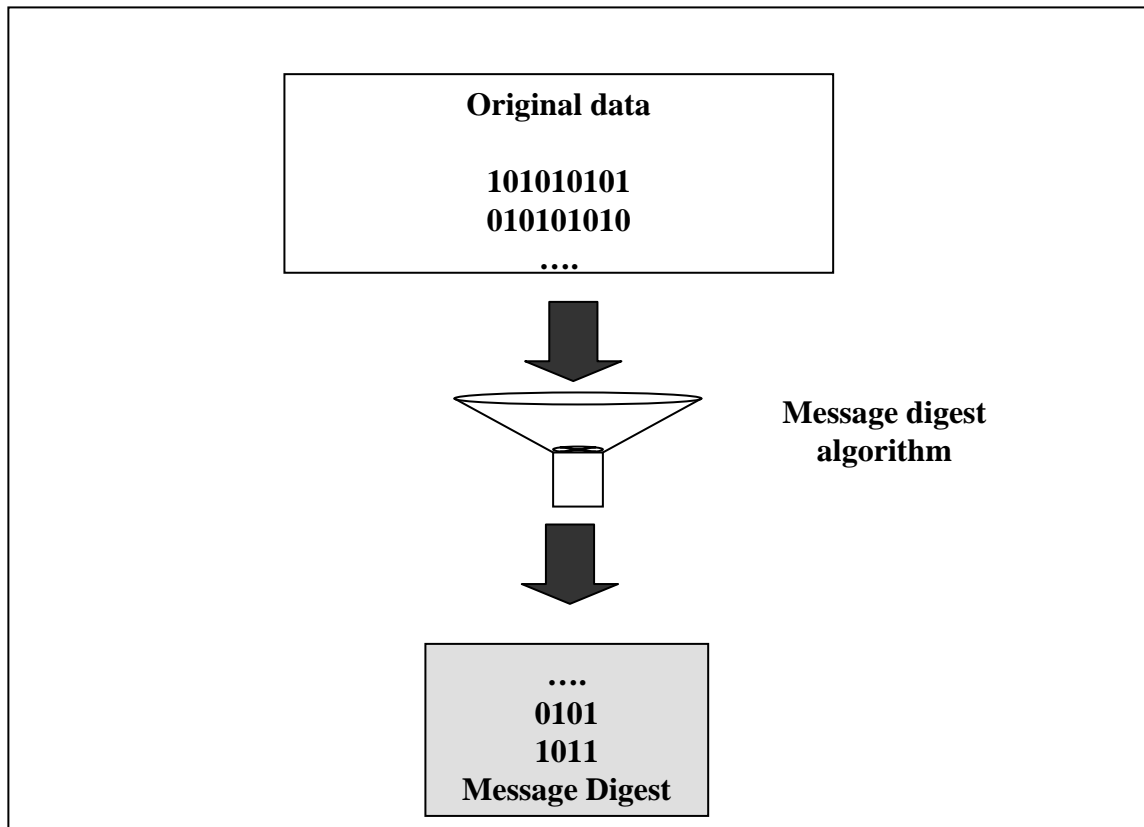 Original data
101010101
010101010
….
Message digest
algorithm
….
0101
1011
Message Digest